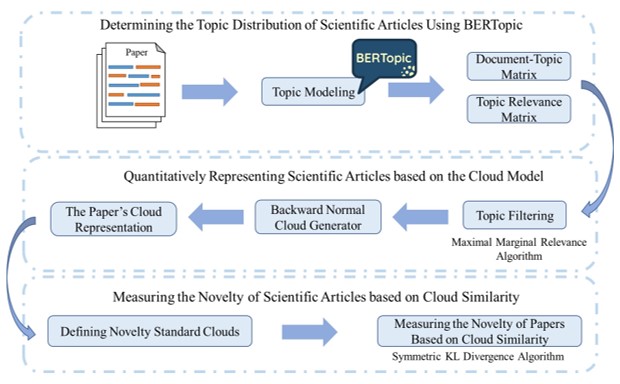 Determining the Topic Distribution of Scientific Articles Using BERTopic
Paper
BERTopic
Topic Modeling
Document-Topic
Matrix
Topic Relevance
Matrix
Quantitatively Representing Scientific Articles based on the Cloud Model
The Paper's Cloud
Representation
Backward Normal
Cloud Generator
Topic Filtering
Maximal Marginal Relevance
Algorithm
Measuring the Novelty of Scientific Articles based on Cloud Similarity
Defining Novelty Standard Clouds
Measuring the Novelty of Papers
Based on Cloud Similarity
Symmetric KL Divergence Algorithm